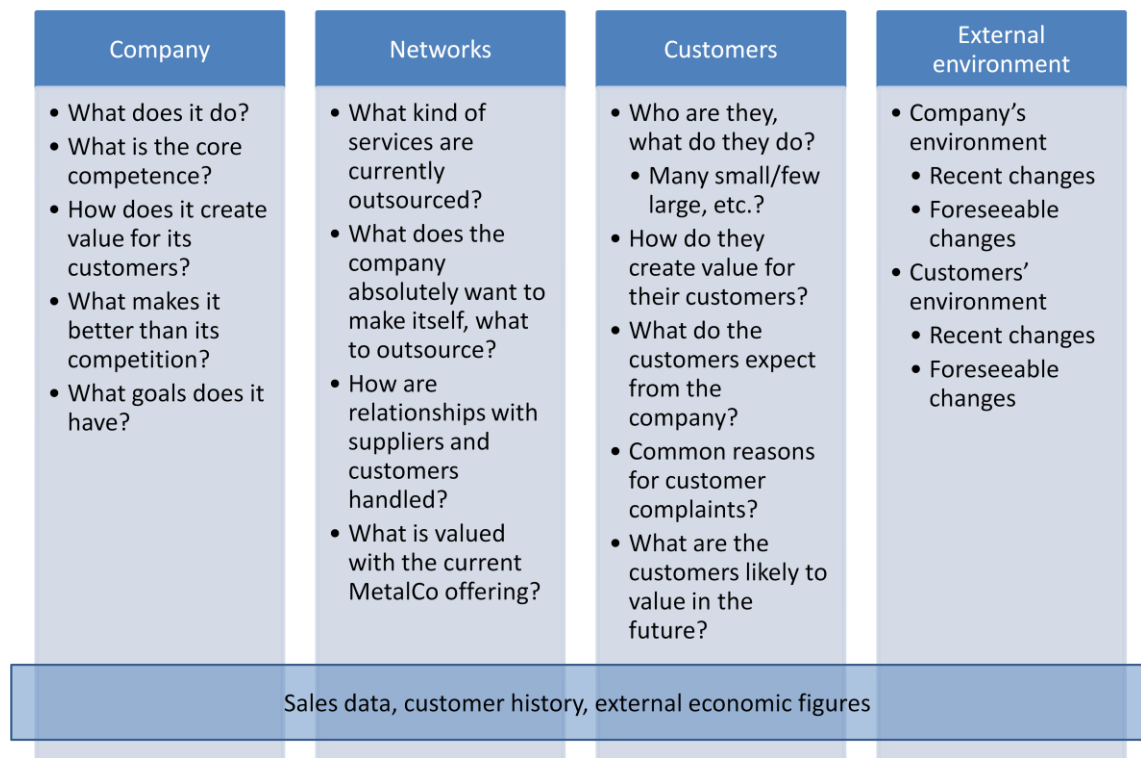 Company
• What does it do?
• What is the core
competence?
• How does it create
value for its
customers?
• What makes it
better than its
competition?
• What goals does it
have?
Networks
• What kind of
services are
currently
outsourced?
• What does the
company
absolutely want to
make itself, what
to outsource?
• How are
relationships with
suppliers and
customers
handled?
• What is valued
with the current
MetalCo offering?
Customers
• Who are they,
what do they do?
• Many small/few
large, etc.?
• How do they
create value for
their customers?
• What do the
customers expect
from the
company?
• Common reasons
for customer
complaints?
• What are the
customers likely to
value in the
future?
External
environment
• Company’s
environment
• Recent changes
• Foreseeable
changes
• Customers’
environment
• Recent changes
• Foreseeable
changes
Sales data, customer history, external economic figures